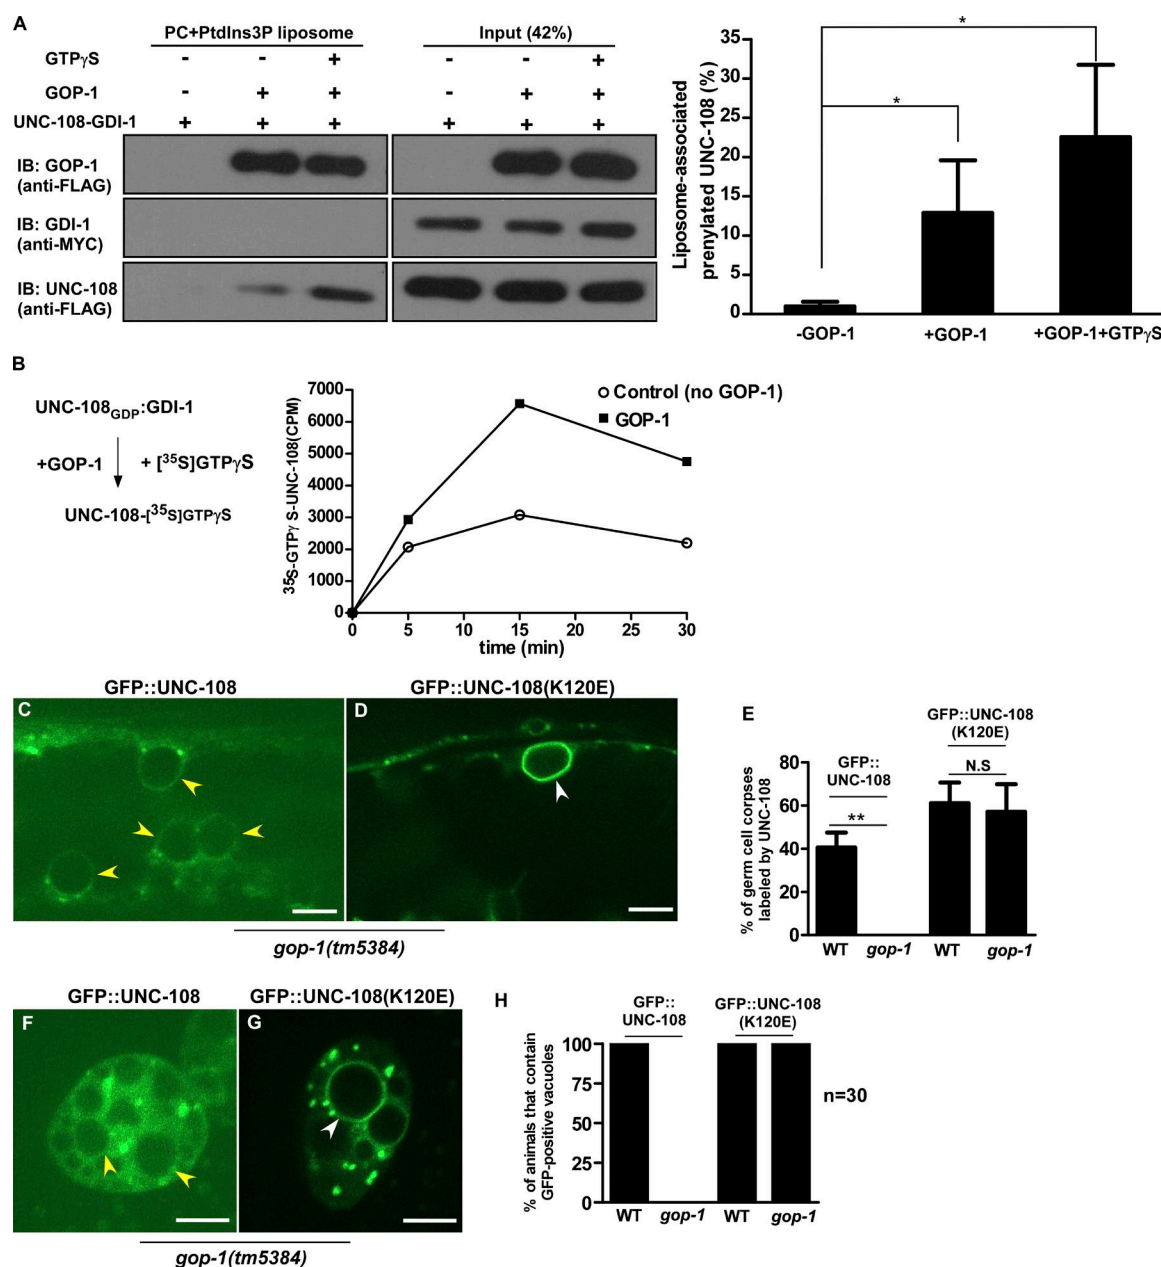 A
PC+PtdIns3P liposome
Input (42%)
GTPγS - - + - - +
GOP-1 - + + - + +
UNC-108-GDI-1 + + + + + +
IB: GOP-1
(anti-FLAG)
IB: GDI-1
(anti-MYC)
IB: UNC-108
(anti-FLAG)
Liposome-associated
prenylated UNC-108 (%)
35
30
25
20
15
10
5
0
*
*
-GOP-1
+GOP-1
+GOP-1+GTPγS
B
UNC-108GDP:GDI-1
+GOP-1 + [35S]GTPγS
UNC-108-[35S]GTPγS
35S-GTPγ S-UNC-108(CPM)
7000
6000
5000
4000
3000
2000
1000
0
0 5 10 15 20 25 30
time (min)
Control (no GOP-1)
GOP-1
GFP::UNC-108
GFP::UNC-108(K120E)
C
D
gop-1(tm5384)
E
% of germ cell corpses
labeled by UNC-108
80
60
40
20
0
GFP::
UNC-108
**
GFP::UNC-108
(K120E)
N.S
WT gop-1 WT gop-1
GFP::UNC-108
GFP::UNC-108(K120E)
F
G
gop-1(tm5384)
H
% of animals that contain
GFP-positive vacuoles
100
75
50
25
0
GFP::
UNC-108
GFP::UNC-108
(K120E)
n=30
WT gop-1 WT gop-1